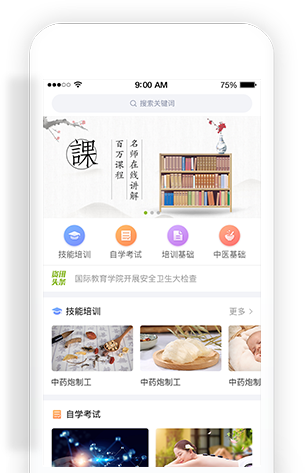 9:00 AM
75%
搜索关键词
課
名师在线讲解
百万课程
技能培训
自学考试
培训基础
中医基础
资讯
头条
国际教育学院开展安全卫生大检查
技能培训
更多 >
中药炮制工
中药炮制工
中药
自学考试